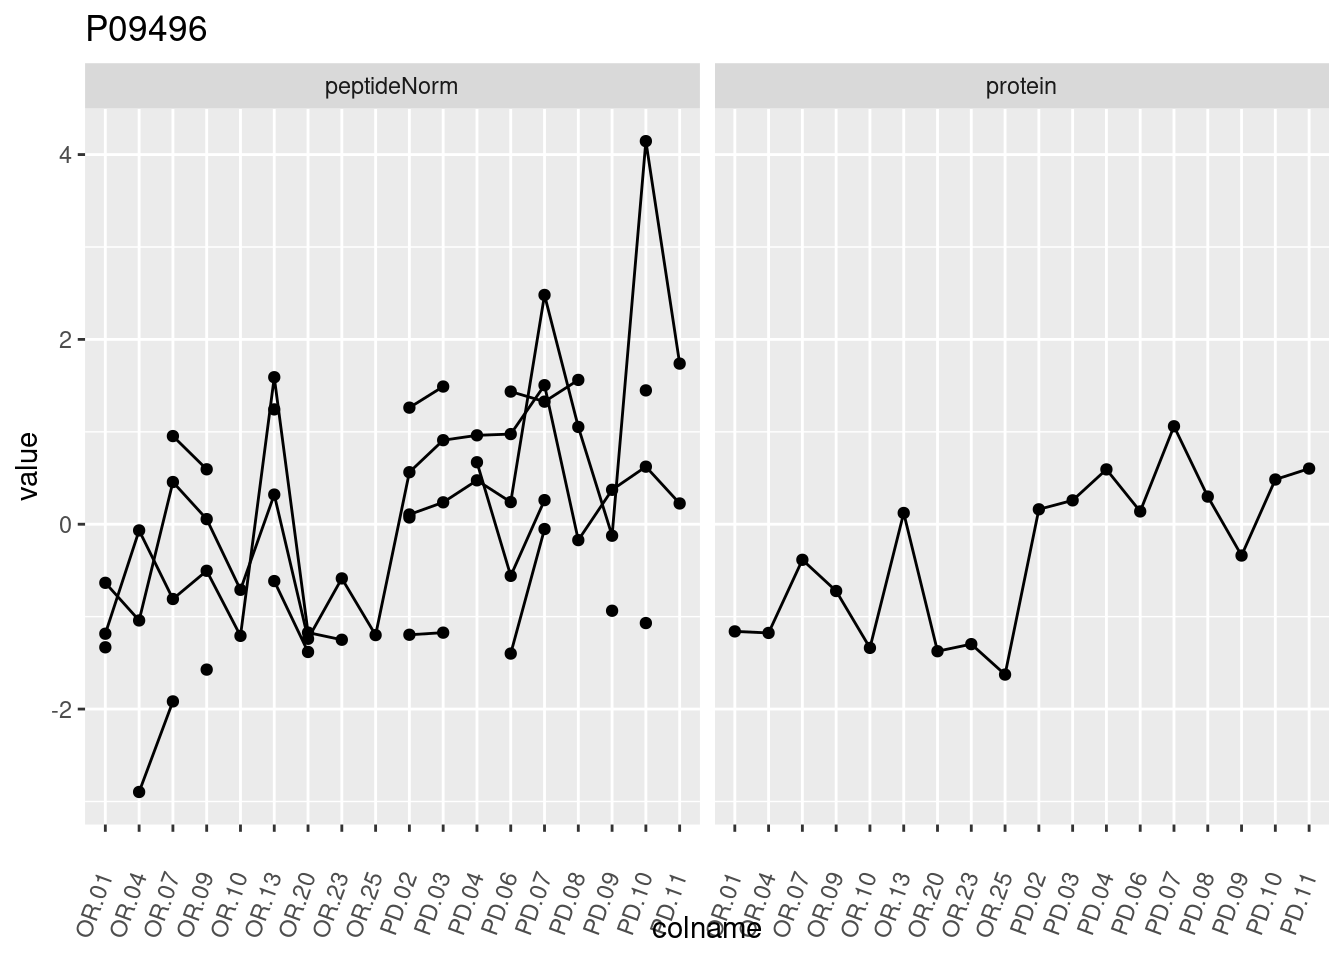 P09496
peptideNorm
protein
value
4
2
0
-2
OR.01 OR.04 OR.07 OR.09 OR.10 OR.13 OR.20 OR.23 OR.25 PD.02 PD.03 PD.04 PD.06 PD.07 PD.08 PD.09 PD.10 PD.11
OR.01 OR.04 OR.07 OR.09 OR.10 OR.13 OR.20 OR.23 OR.25 PD.02 PD.03 PD.04 PD.06 PD.07 PD.08 PD.09 PD.10 PD.11
colname